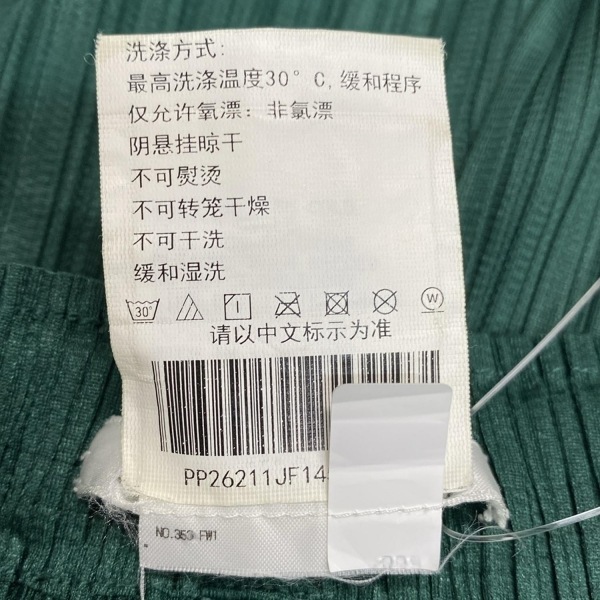 洗涤方式:
最高洗涤温度30°C,缓和程序
仅允许氧漂：非氯漂
阴悬挂晾干
不可熨烫
不可转笼干燥
不可干洗
缓和湿洗
30° W
请以中文标示为准
PP26211JF14
NO.353 FW1